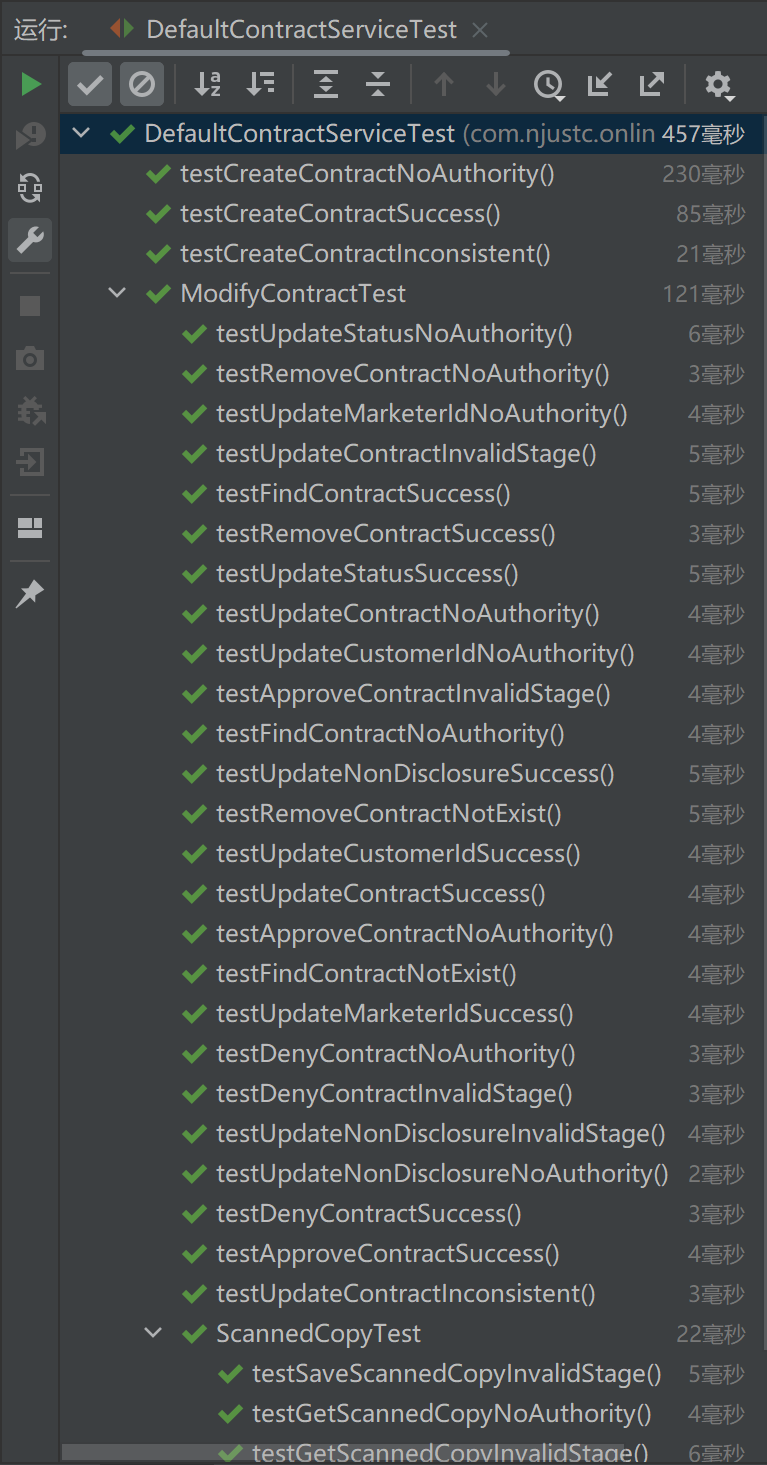 运行: DefaultContractServiceTest
DefaultContractServiceTest (com.njustc.onlin 457毫秒
testCreateContractNoAuthority() 230毫秒
testCreateContractSuccess() 85毫秒
testCreateContractInconsistent() 21毫秒
ModifyContractTest 121毫秒
testUpdateStatusNoAuthority() 6毫秒
testRemoveContractNoAuthority() 3毫秒
testUpdateMarketerIdNoAuthority() 4毫秒
testUpdateContractInvalidStage() 5毫秒
testFindContractSuccess() 5毫秒
testRemoveContractSuccess() 3毫秒
testUpdateStatusSuccess() 5毫秒
testUpdateContractNoAuthority() 4毫秒
testUpdateCustomerIdNoAuthority() 4毫秒
testApproveContractInvalidStage() 4毫秒
testFindContractNoAuthority() 4毫秒
testUpdateNonDisclosureSuccess() 5毫秒
testRemoveContractNotExist() 5毫秒
testUpdateCustomerIdSuccess() 4毫秒
testUpdateContractSuccess() 4毫秒
testApproveContractNoAuthority() 4毫秒
testFindContractNotExist() 4毫秒
testUpdateMarketerIdSuccess() 4毫秒
testDenyContractNoAuthority() 3毫秒
testDenyContractInvalidStage() 3毫秒
testUpdateNonDisclosureInvalidStage() 4毫秒
testUpdateNonDisclosureNoAuthority() 2毫秒
testDenyContractSuccess() 3毫秒
testApproveContractSuccess() 4毫秒
testUpdateContractInconsistent() 3毫秒
ScannedCopyTest 22毫秒
testSaveScannedCopyInvalidStage() 5毫秒
testGetScannedCopyNoAuthority() 4毫秒
testGetScannedCopyInvalidStage() 6毫秒